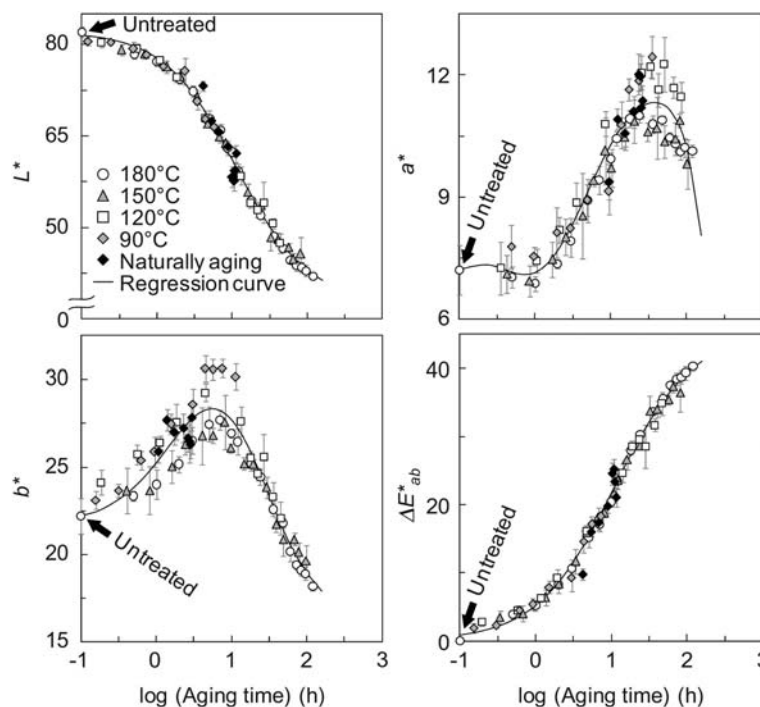 80
65
50
0
L*
Untreated
180°C
150°C
120°C
90°C
Naturally aging
Regression curve
12
9
6
a*
Untreated
30
25
20
15
b*
Untreated
-1 0 1 2 3
log (Aging time) (h)
40
20
0
ΔE*ab
Untreated
-1 0 1 2 3
log (Aging time) (h)